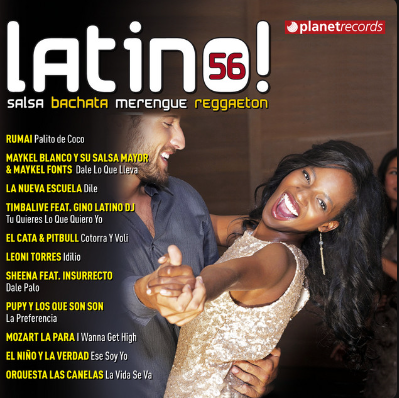 planetrecords
latino! 56
SALSA BACHATA MERENGUE REGGAETON
RUMAI Palito de Coco
MAYKEL BLANCO Y SU SALSA MAYOR
& MAYKEL FONTS Dale Lo Que Lleva
LA NUEVA ESCUELA Dile
TIMBALIVE FEAT. GINO LATINO DJ
Tu Quieres Lo Que Quiero Yo
EL CATA & PITBULL Cotorra Y Voli
LEONI TORRES Idilio
SHEENA FEAT. INSURRECTO
Dale Palo
PUPY Y LOS QUE SON SON
La Preferencia
MOZART LA PARA I Wanna Get High
EL NIÑO Y LA VERDAD Ese Soy Yo
ORQUESTA LAS CANELAS La Vida Se Va